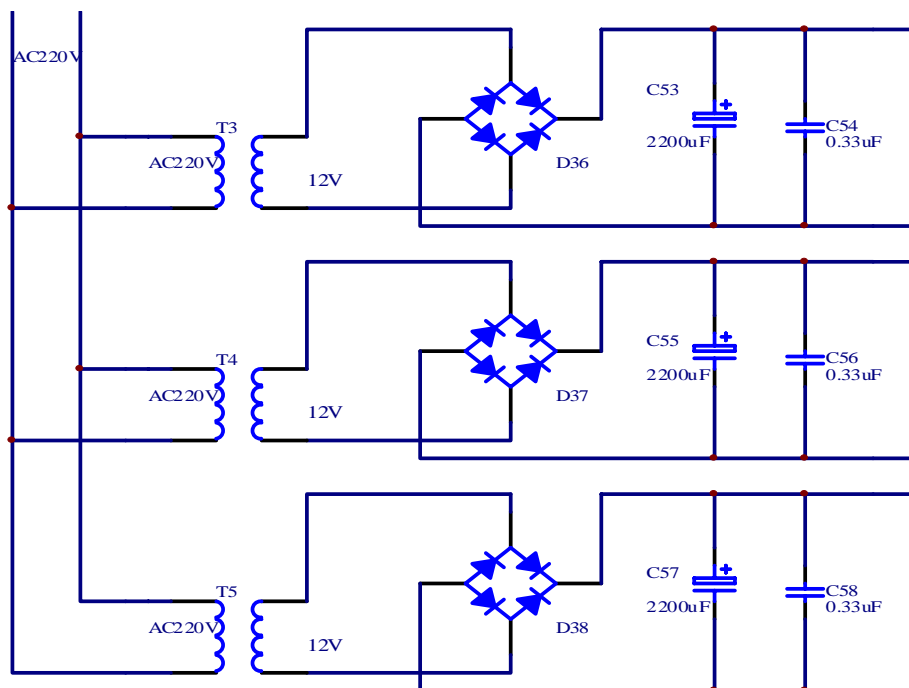 AC220V
T3
AC220V
12V
D36
C53
2200uF
C54
0.33uF
T4
AC220V
12V
D37
C55
2200uF
C56
0.33uF
T5
AC220V
12V
D38
C57
2200uF
C58
0.33uF